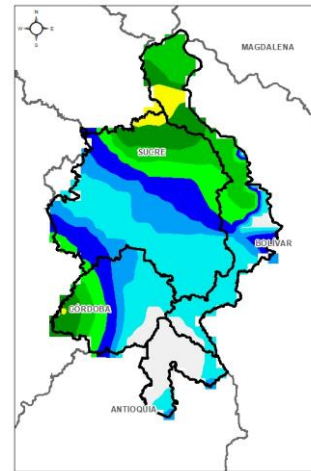 N
W E
S
MAGDALENA
SUCRE
BOLIVAR
CÓRDOBA
ANTIOQUIA